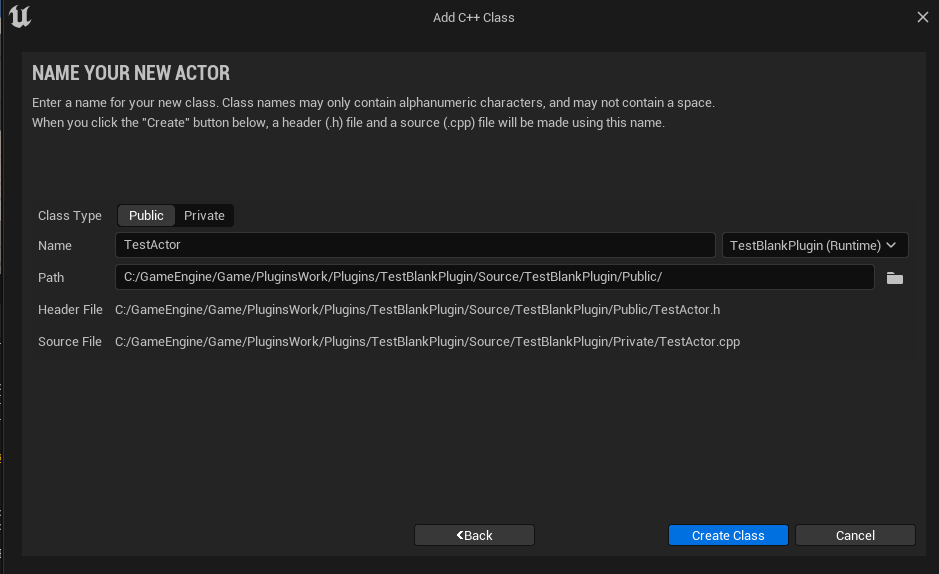 Add C++ Class
NAME YOUR NEW ACTOR
Enter a name for your new class. Class names may only contain alphanumeric characters, and may not contain a space.
When you click the "Create" button below, a header (.h) file and a source (.cpp) file will be made using this name.
Class Type Public Private
Name TestActor TestBlankPlugin (Runtime)
Path C:/GameEngine/Game/PluginsWork/Plugins/TestBlankPlugin/Source/TestBlankPlugin/Public/
Header File C:/GameEngine/Game/PluginsWork/Plugins/TestBlankPlugin/Source/TestBlankPlugin/Public/TestActor.h
Source File C:/GameEngine/Game/PluginsWork/Plugins/TestBlankPlugin/Source/TestBlankPlugin/Private/TestActor.cpp
Back Create Class Cancel